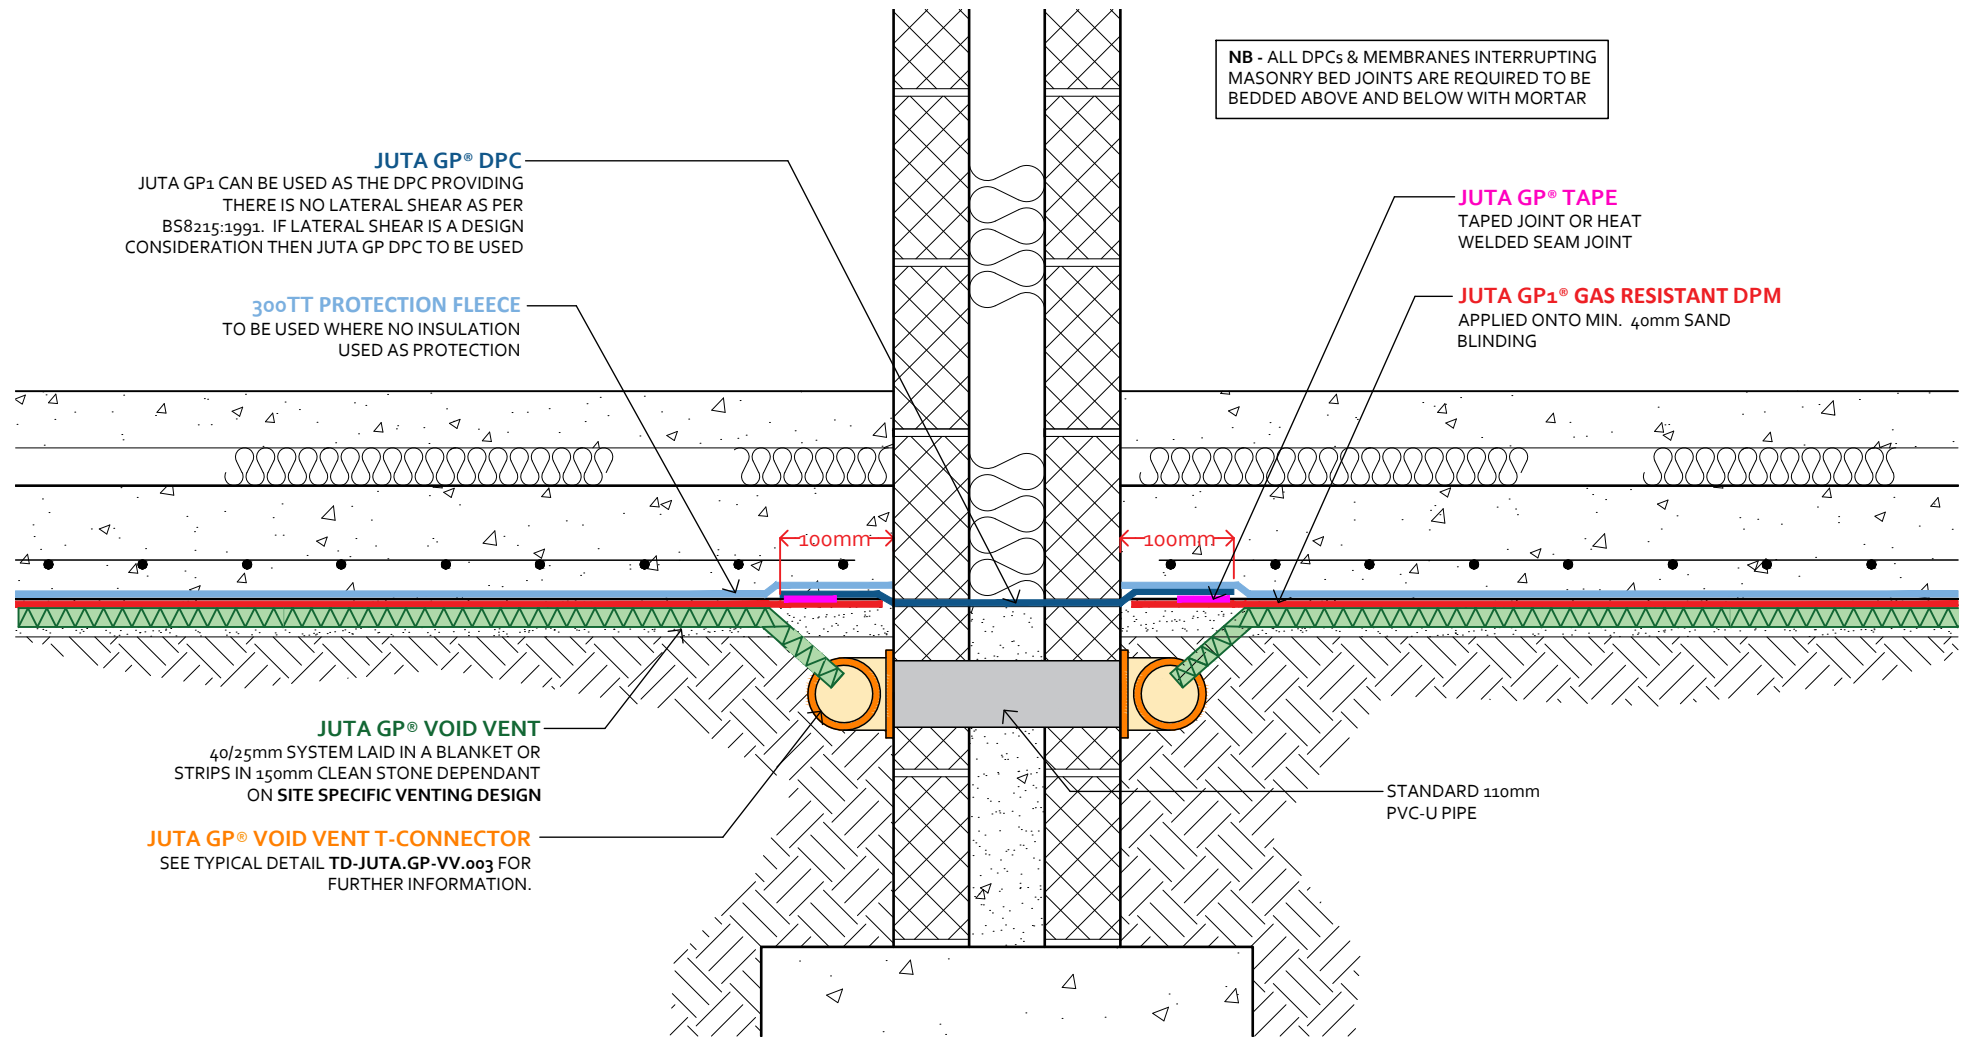 NB - ALL DPCs & MEMBRANES INTERRUPTING
MASONRY BED JOINTS ARE REQUIRED TO BE
BEDDED ABOVE AND BELOW WITH MORTAR
JUTA GP® DPC
JUTA GP1 CAN BE USED AS THE DPC PROVIDING
THERE IS NO LATERAL SHEAR AS PER
BS8215:1991. IF LATERAL SHEAR IS A DESIGN
CONSIDERATION THEN JUTA GP DPC TO BE USED
300TT PROTECTION FLEECE
TO BE USED WHERE NO INSULATION
USED AS PROTECTION
JUTA GP® TAPE
TAPED JOINT OR HEAT
WELDED SEAM JOINT
JUTA GP1® GAS RESISTANT DPM
APPLIED ONTO MIN. 40mm SAND
BLINDING
100mm
100mm
JUTA GP® VOID VENT
40/25mm SYSTEM LAID IN A BLANKET OR
STRIPS IN 150mm CLEAN STONE DEPENDANT
ON SITE SPECIFIC VENTING DESIGN
JUTA GP® VOID VENT T-CONNECTOR
SEE TYPICAL DETAIL TD-JUTA.GP-VV.003 FOR
FURTHER INFORMATION.
STANDARD 110mm
PVC-U PIPE